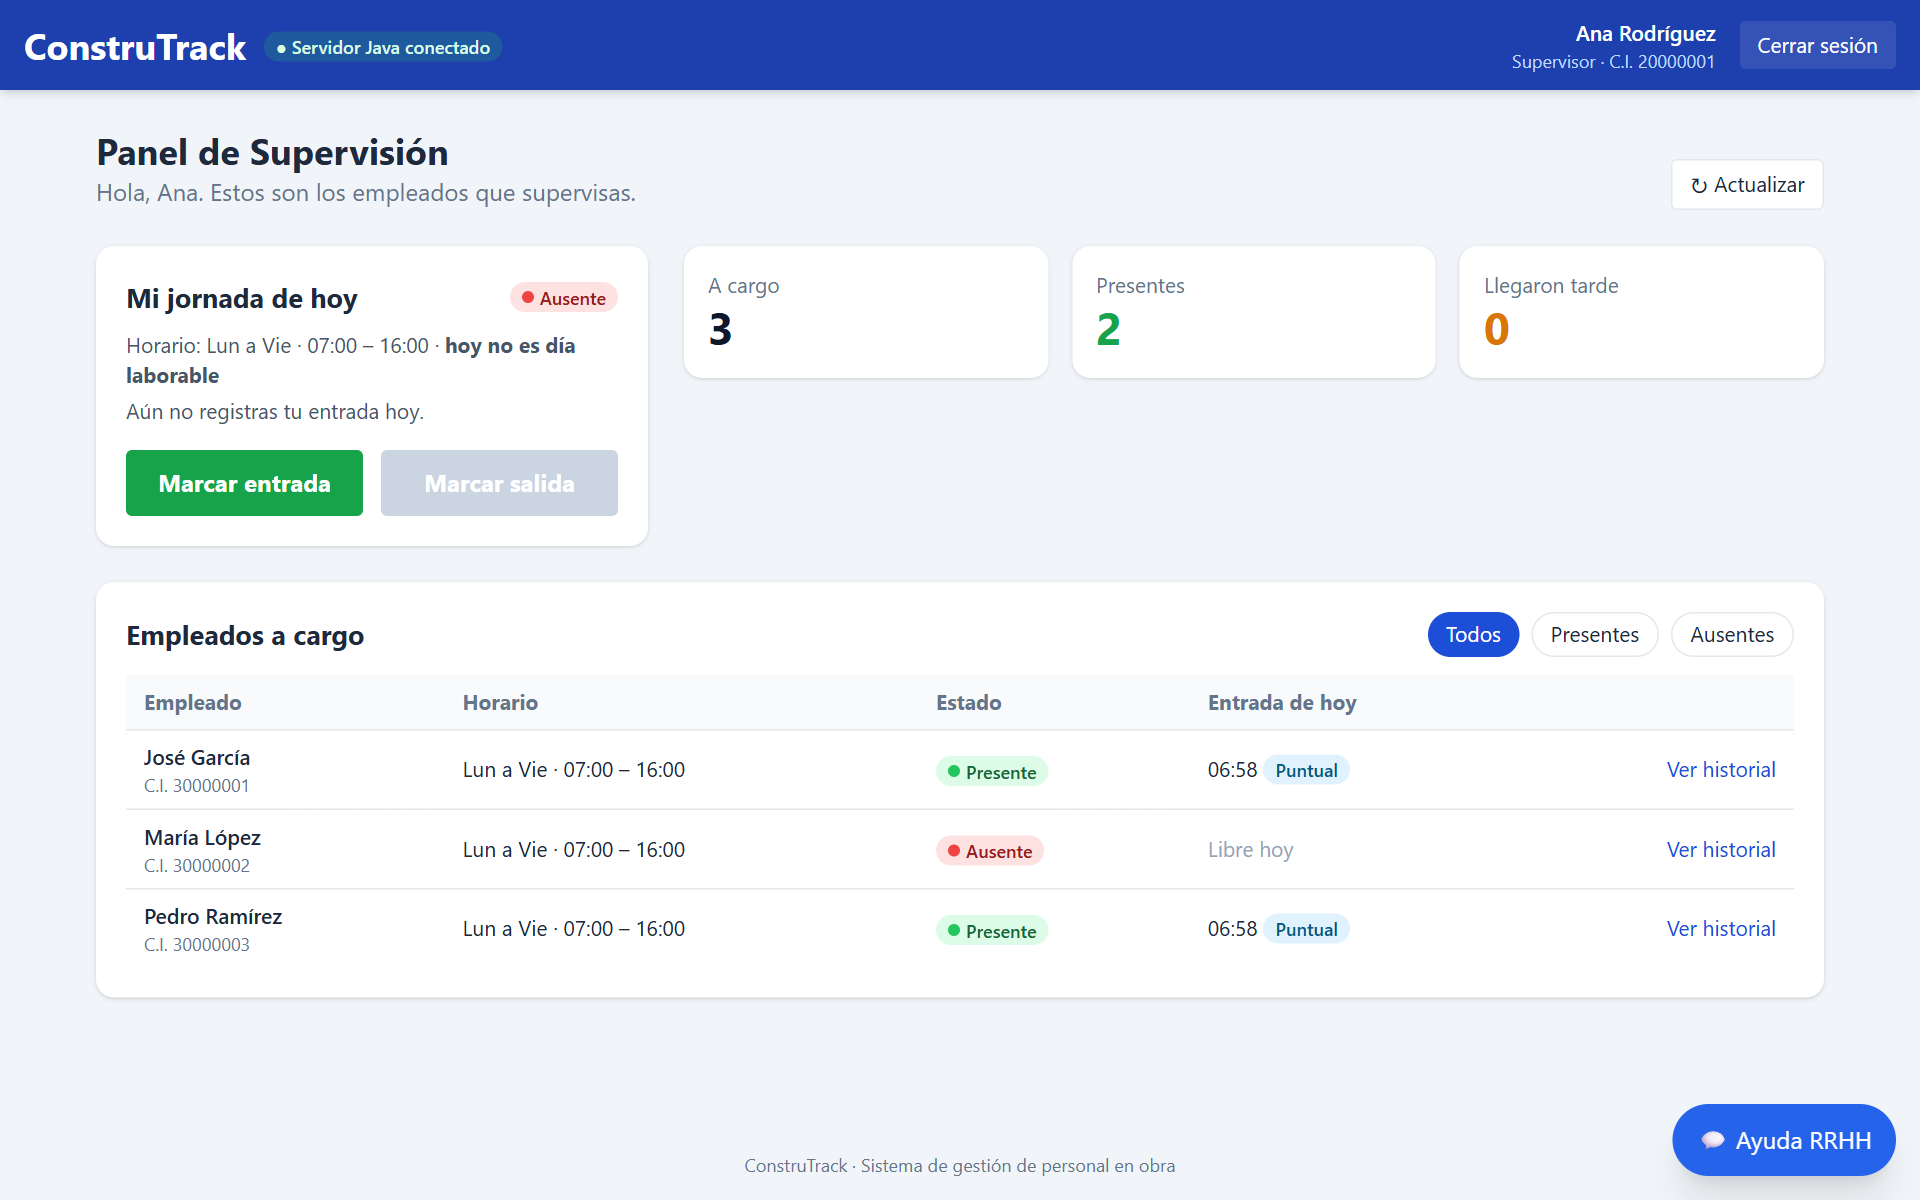 ConstruTrack
● Servidor Java conectado
Ana Rodríguez
Supervisor · C.I. 20000001
Cerrar sesión
Panel de Supervisión
Hola, Ana. Estos son los empleados que supervisas.
↻ Actualizar
Mi jornada de hoy
Ausente
Horario: Lun a Vie · 07:00 – 16:00 · hoy no es día
laborable
Aún no registras tu entrada hoy.
Marcar entrada
Marcar salida
A cargo
3
Presentes
2
Llegaron tarde
0
Empleados a cargo
Todos
Presentes
Ausentes
Empleado Horario Estado Entrada de hoy
José García
C.I. 30000001
Lun a Vie · 07:00 – 16:00
Presente
06:58 Puntual
Ver historial
María López
C.I. 30000002
Lun a Vie · 07:00 – 16:00
Ausente
Libre hoy
Ver historial
Pedro Ramírez
C.I. 30000003
Lun a Vie · 07:00 – 16:00
Presente
06:58 Puntual
Ver historial
ConstruTrack · Sistema de gestión de personal en obra
Ayuda RRHH